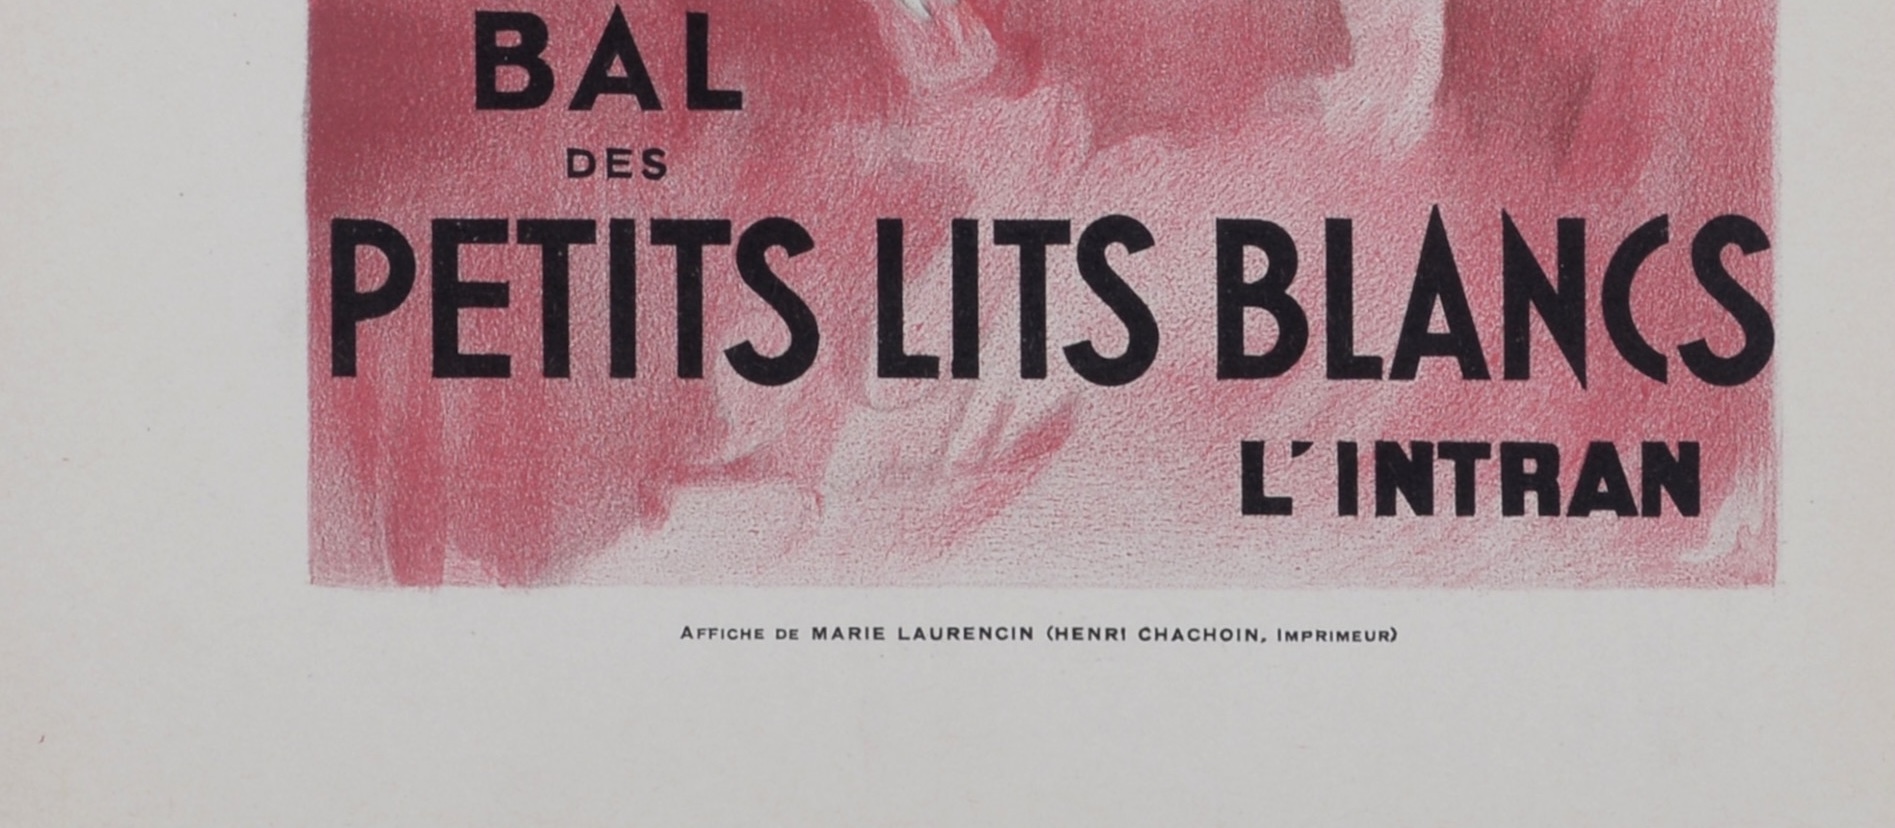 BAL
DES
PETITS LITS BLANCS
L'INTRAN
AFFICHE DE MARIE LAURENCIN (HENRI CHACHOIN, IMPRIMEUR)